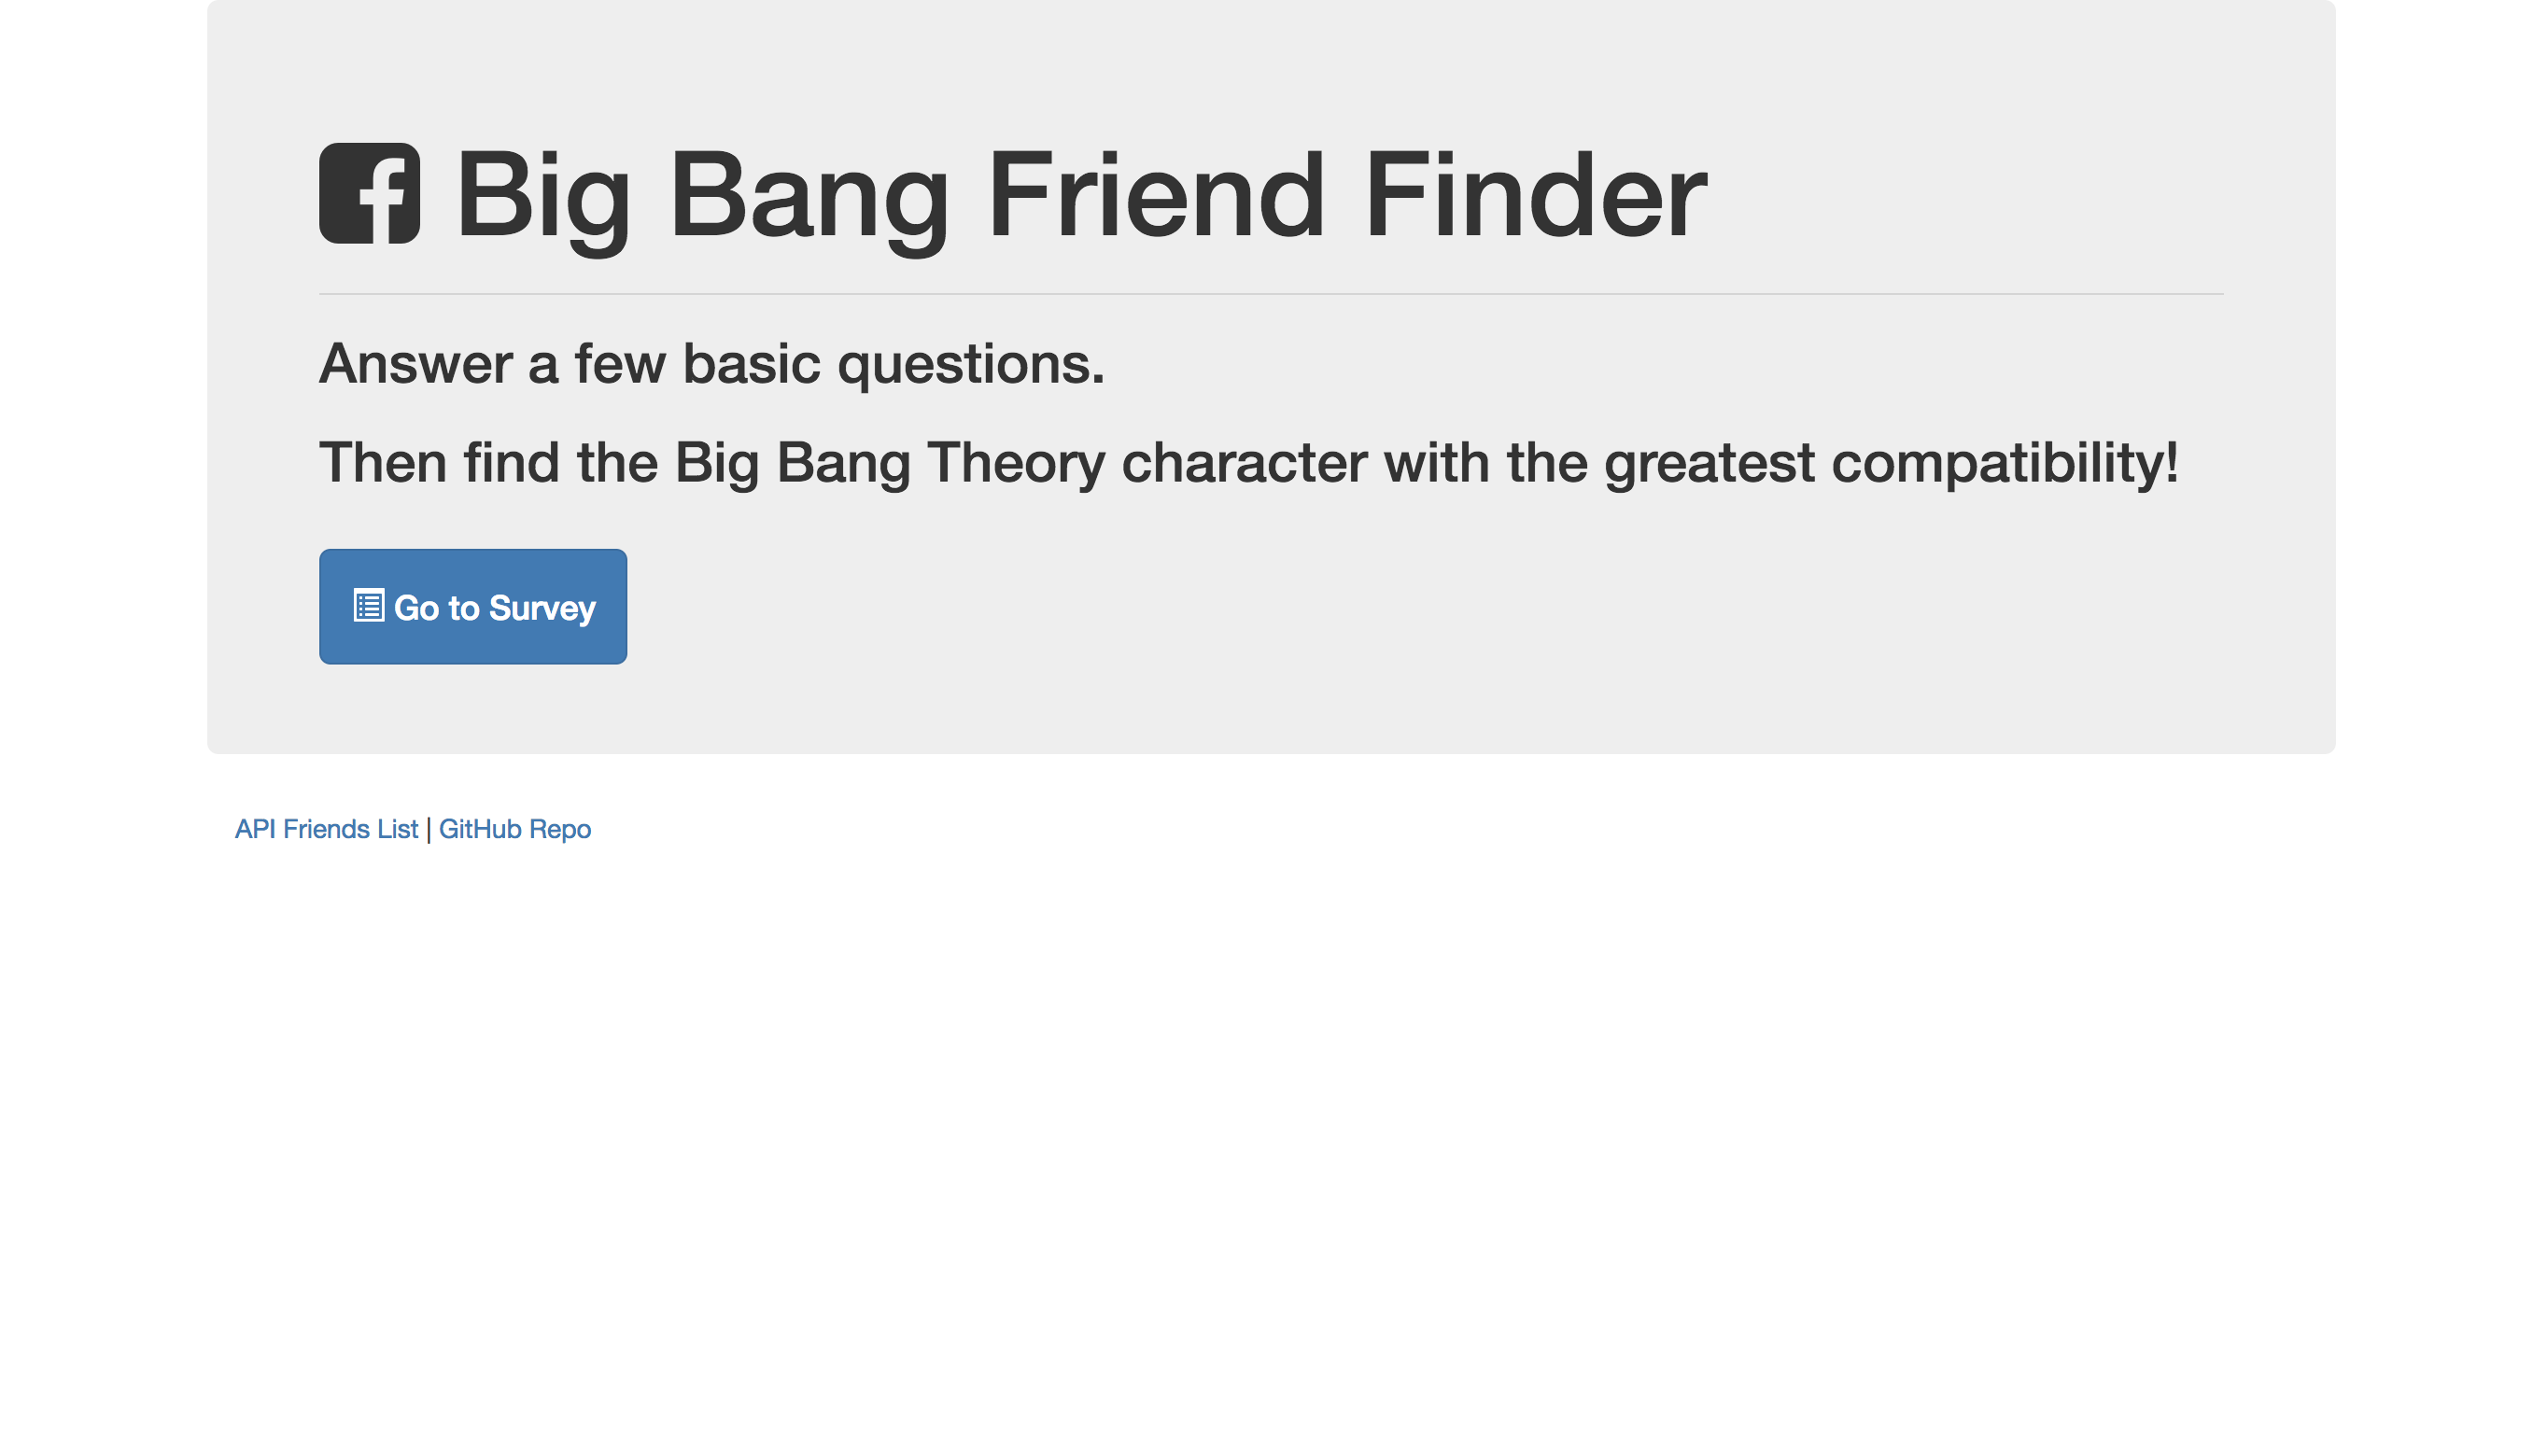 Big Bang Friend Finder
Answer a few basic questions.
Then find the Big Bang Theory character with the greatest compatibility!
Go to Survey
API Friends List | GitHub Repo